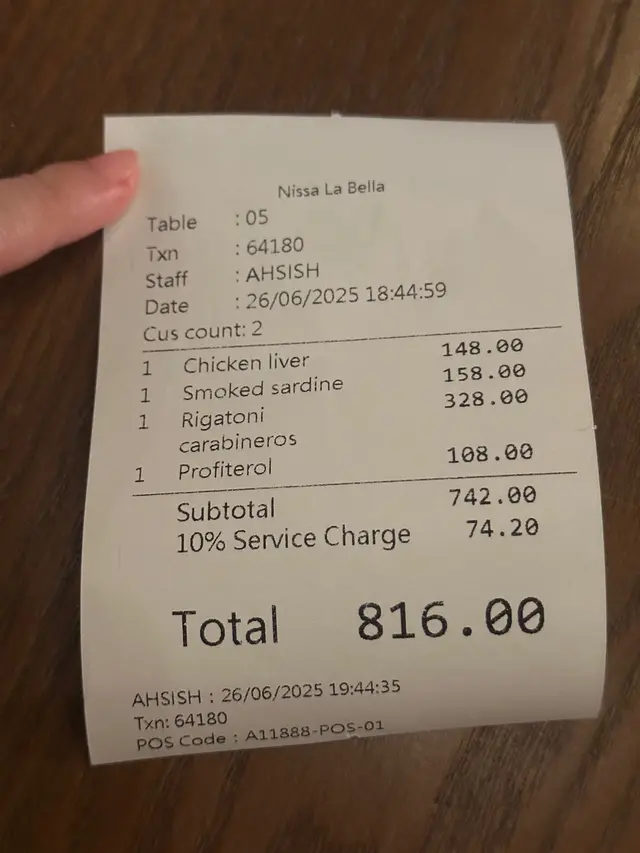 Nissa La Bella
Table : 05
Txn : 64180
Staff : AHSISH
Date : 26/06/2025 18:44:59
Cus count: 2
1 Chicken liver 148.00
1 Smoked sardine 158.00
1 Rigatoni 328.00
carabineros
1 Profiterol 108.00
Subtotal 742.00
10% Service Charge 74.20
Total 816.00
AHSISH : 26/06/2025 19:44:35
Txn: 64180
POS Code : A11888-POS-01